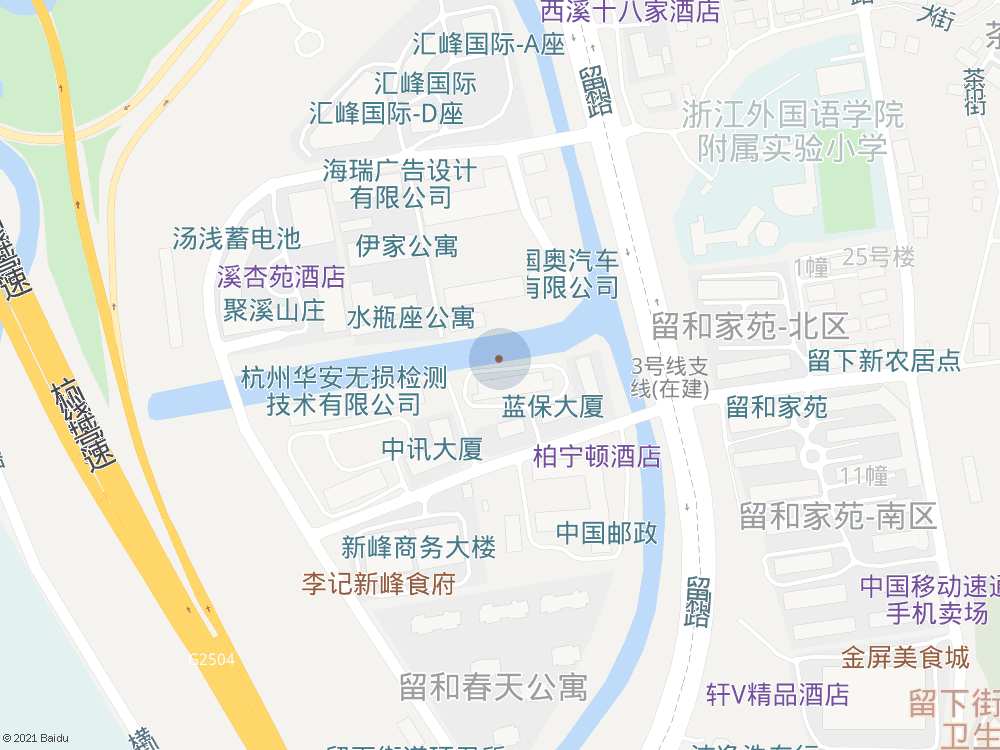 西溪十八家酒店
大街
汇峰国际-A座
汇峰国际
汇峰国际-D座
浙江外国语学院
附属实验小学
海瑞广告设计
有限公司
汤浅蓄电池
伊家公寓
国奥汽车
有限公司
25号楼
1幢
溪杏苑酒店
聚溪山庄
水瓶座公寓
留和家苑-北区
3号线支
线(在建)
留下新农居点
杭州华安无损检测
技术有限公司
蓝保大厦
留和家苑
杭绕高速
中讯大厦
柏宁顿酒店
11幢
留和家苑-南区
中国邮政
新峰商务大楼
李记新峰食府
中国移动速通
手机卖场
G2504
金屏美食城
留和春天公寓
轩V精品酒店
留下街
卫生
© 2021 Baidu